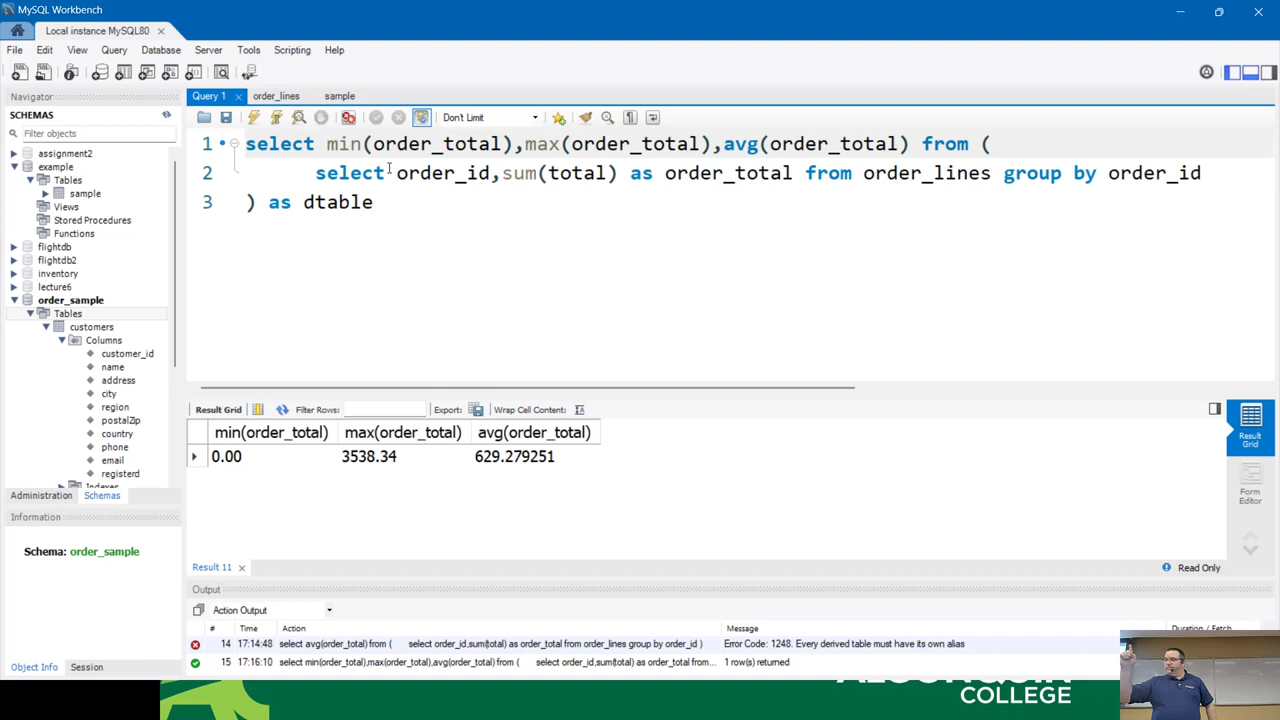 MySQL Workbench
Local instance MySQL80
File Edit View Query Database Server Tools Scripting Help
Navigator
SCHEMAS
Filter objects
assignment2
example
Tables
sample
Views
Stored Procedures
Functions
flightdb
flightdb2
inventory
lecture6
order_sample
Tables
customers
Columns
customer_id
name
address
city
region
postalZip
country
phone
email
registerd
Indexes
Administration Schemas
Information
Schema: order_sample
Object Info Session
Query 1 order_lines sample
Don't Limit
1 select min(order_total),max(order_total),avg(order_total) from (
2 select order_id,sum(total) as order_total from order_lines group by order_id
3 ) as dtable
Result Grid Filter Rows: Export: Wrap Cell Content:
min(order_total) max(order_total) avg(order_total)
0.00 3538.34 629.279251
Result Grid
Form Editor
Result 11
Read Only
Output
Action Output
# Time Action Message Duration / Fetch
14 17:14:48 select avg(order_total) from ( select order_id,sum(total) as order_total from order_lines group by order_id ) Error Code: 1248. Every derived table must have its own alias
15 17:16:10 select min(order_total),max(order_total),avg(order_total) from ( select order_id,sum(total) as order_total from... 1 row(s) returned
ALGONQUIN
COLLEGE